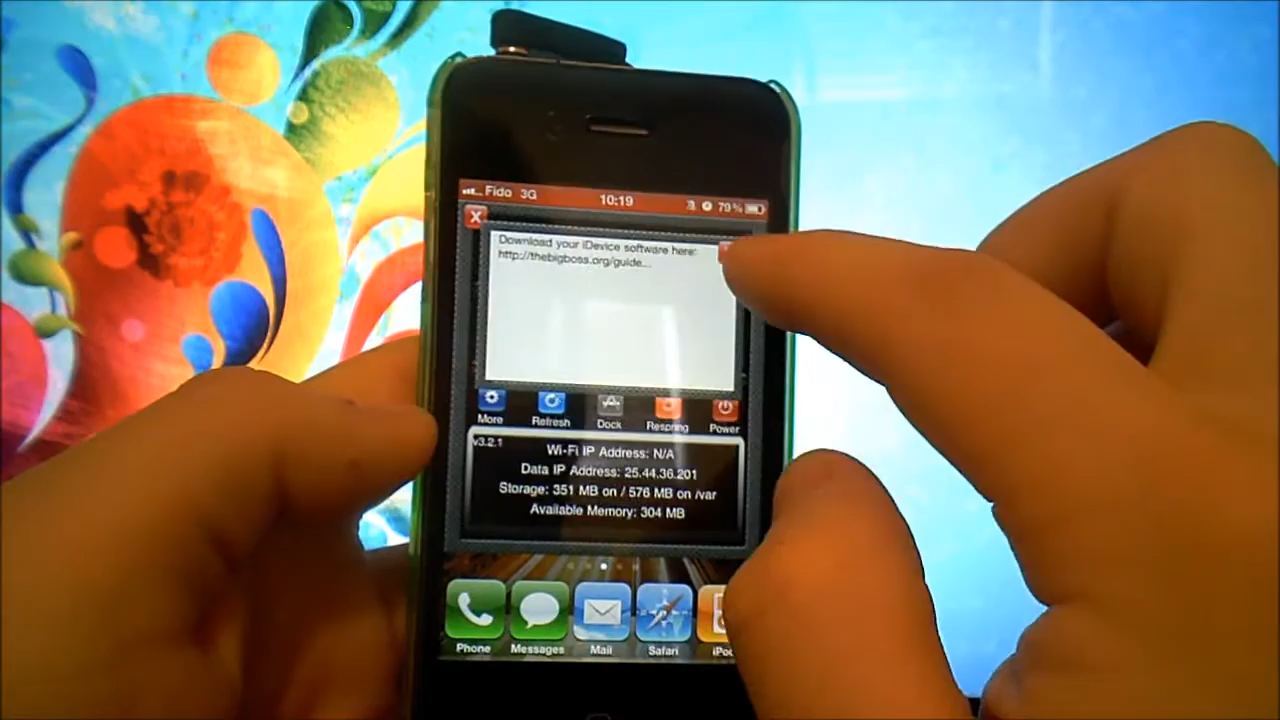 Fido 3G 10:19 79%
X
Download your iDevice software here:
http://thebigboss.org/guide...
More Refresh Dock Respring Power
v3.2.1
Wi-Fi IP Address: N/A
Data IP Address: 25.44.36.201
Storage: 351 MB on / 576 MB on /var
Available Memory: 304 MB
Phone Messages Mail Safari iPo